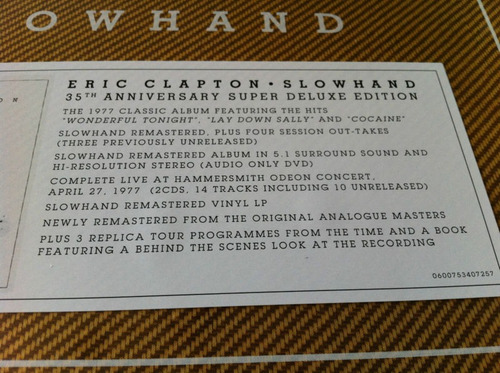 OWHAND
ERIC CLAPTON • SLOWHAND
35TH ANNIVERSARY SUPER DELUXE EDITION
THE 1977 CLASSIC ALBUM FEATURING THE HITS
"WONDERFUL TONIGHT", "LAY DOWN SALLY" AND "COCAINE"
SLOWHAND REMASTERED, PLUS FOUR SESSION OUT-TAKES
(THREE PREVIOUSLY UNRELEASED)
SLOWHAND REMASTERED ALBUM IN 5.1 SURROUND SOUND AND
HI-RESOLUTION STEREO (AUDIO ONLY DVD)
COMPLETE LIVE AT HAMMERSMITH ODEON CONCERT,
APRIL 27, 1977 (2CDS, 14 TRACKS INCLUDING 10 UNRELEASED)
SLOWHAND REMASTERED VINYL LP
NEWLY REMASTERED FROM THE ORIGINAL ANALOGUE MASTERS
PLUS 3 REPLICA TOUR PROGRAMMES FROM THE TIME AND A BOOK
FEATURING A BEHIND THE SCENES LOOK AT THE RECORDING
0600753407257